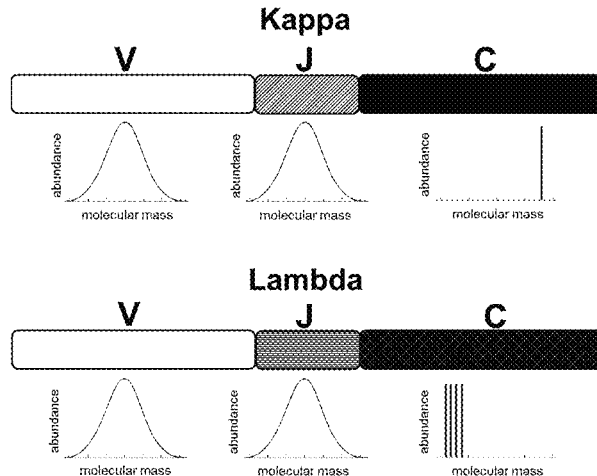 Kappa
V J C
abundance abundance abundance
molecular mass molecular mass molecular mass
Lambda
V J C
abundance abundance abundance
molecular mass molecular mass molecular mass